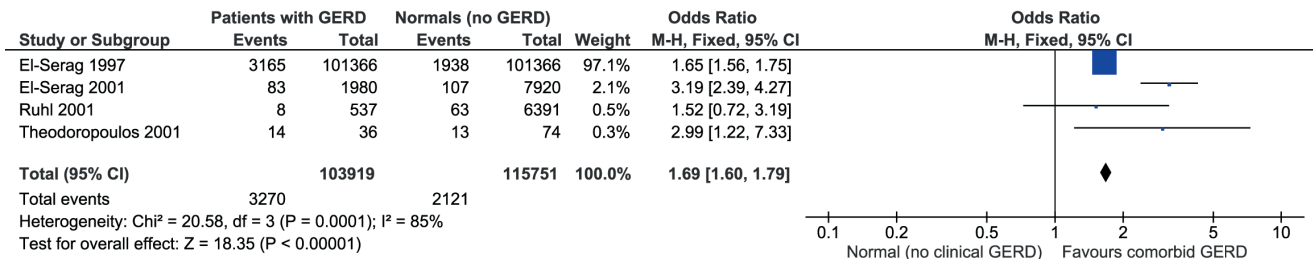 Patients with GERD Normals (no GERD) Odds Ratio Odds Ratio
Study or Subgroup Events Total Events Total Weight M-H, Fixed, 95% CI M-H, Fixed, 95% CI
El-Serag 1997 3165 101366 1938 101366 97.1% 1.65 [1.56, 1.75]
El-Serag 2001 83 1980 107 7920 2.1% 3.19 [2.39, 4.27]
Ruhl 2001 8 537 63 6391 0.5% 1.52 [0.72, 3.19]
Theodoropoulos 2001 14 36 13 74 0.3% 2.99 [1.22, 7.33]
Total (95% CI) 103919 115751 100.0% 1.69 [1.60, 1.79]
Total events 3270 2121
Heterogeneity: Chi² = 20.58, df = 3 (P = 0.0001); I² = 85%
Test for overall effect: Z = 18.35 (P < 0.00001)
0.1 0.2 0.5 1 2 5 10
Normal (no clinical GERD) Favours comorbid GERD